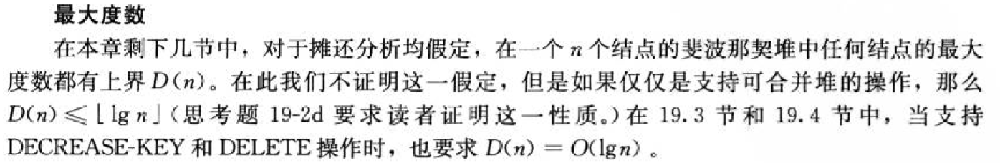 最大度数
在本章剩下几节中，对于摊还分析均假定，在一个 n 个结点的斐波那契堆中任何结点的最大
度数都有上界 D(n)。在此我们不证明这一假定，但是如果仅仅是支持可合并堆的操作，那么
D(n)≤⌊lg n⌋(思考题 19-2d 要求读者证明这一性质。)在 19.3 节和 19.4 节中，当支持
DECREASE-KEY 和 DELETE 操作时，也要求 D(n)=O(lgn)。